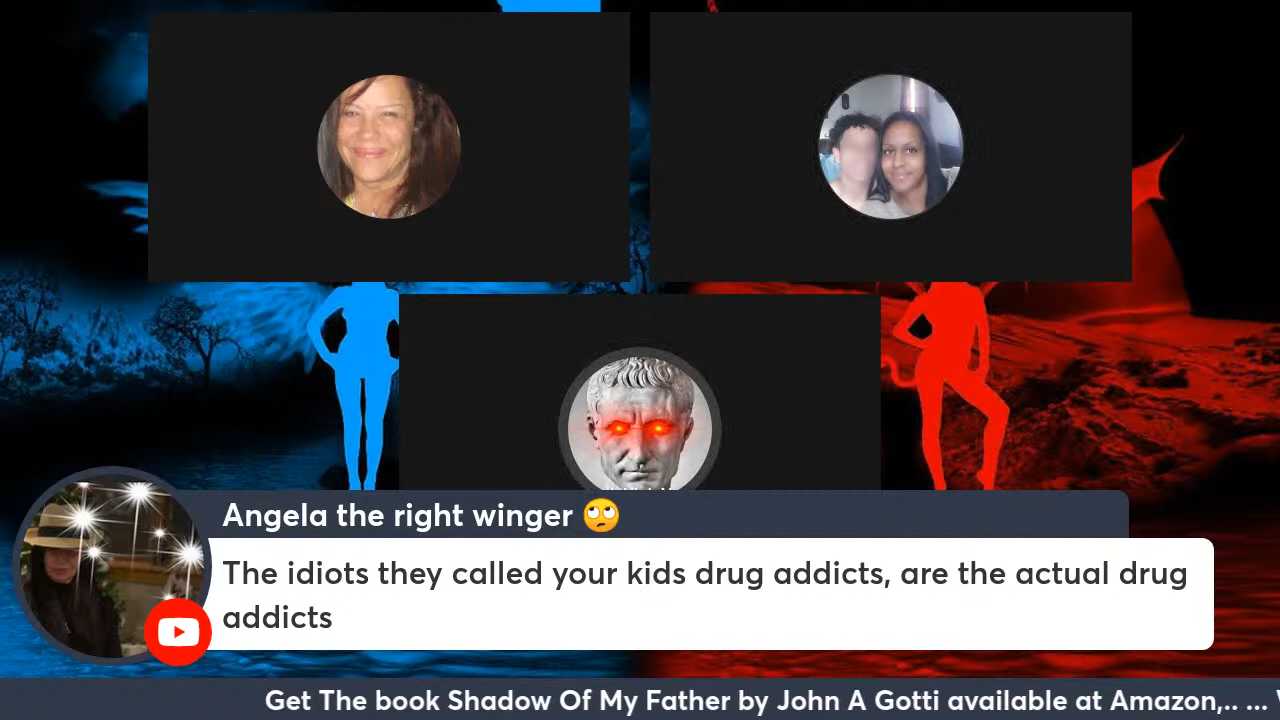 Angela the right winger 🙄
The idiots they called your kids drug addicts, are the actual drug
addicts
Get The book Shadow Of My Father by John A Gotti available at Amazon,.. ...